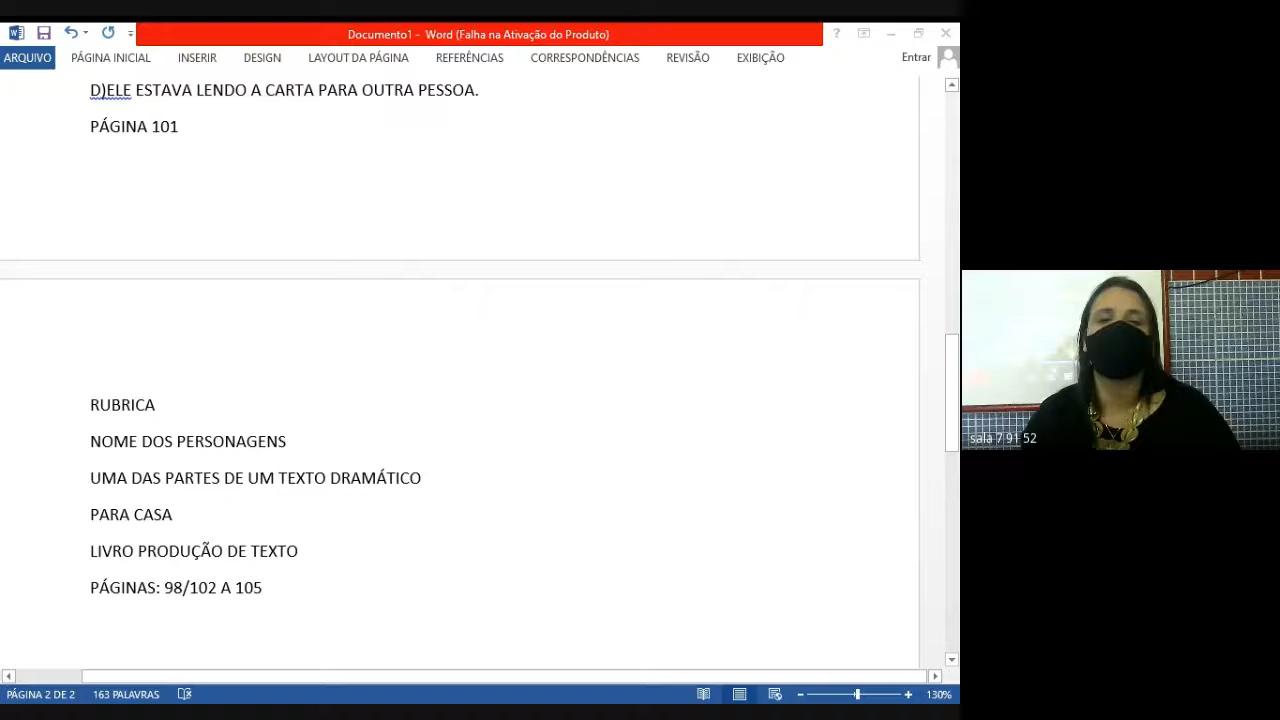 Documento1 - Word (Falha na Ativação do Produto)
?
ARQUIVO PÁGINA INICIAL INSERIR DESIGN LAYOUT DA PÁGINA REFERÊNCIAS CORRESPONDÊNCIAS REVISÃO EXIBIÇÃO Entrar
D)ELE ESTAVA LENDO A CARTA PARA OUTRA PESSOA.
PÁGINA 101
RUBRICA
NOME DOS PERSONAGENS
UMA DAS PARTES DE UM TEXTO DRAMÁTICO
PARA CASA
LIVRO PRODUÇÃO DE TEXTO
PÁGINAS: 98/102 A 105
sala 7 91 52
PÁGINA 2 DE 2 163 PALAVRAS 130%